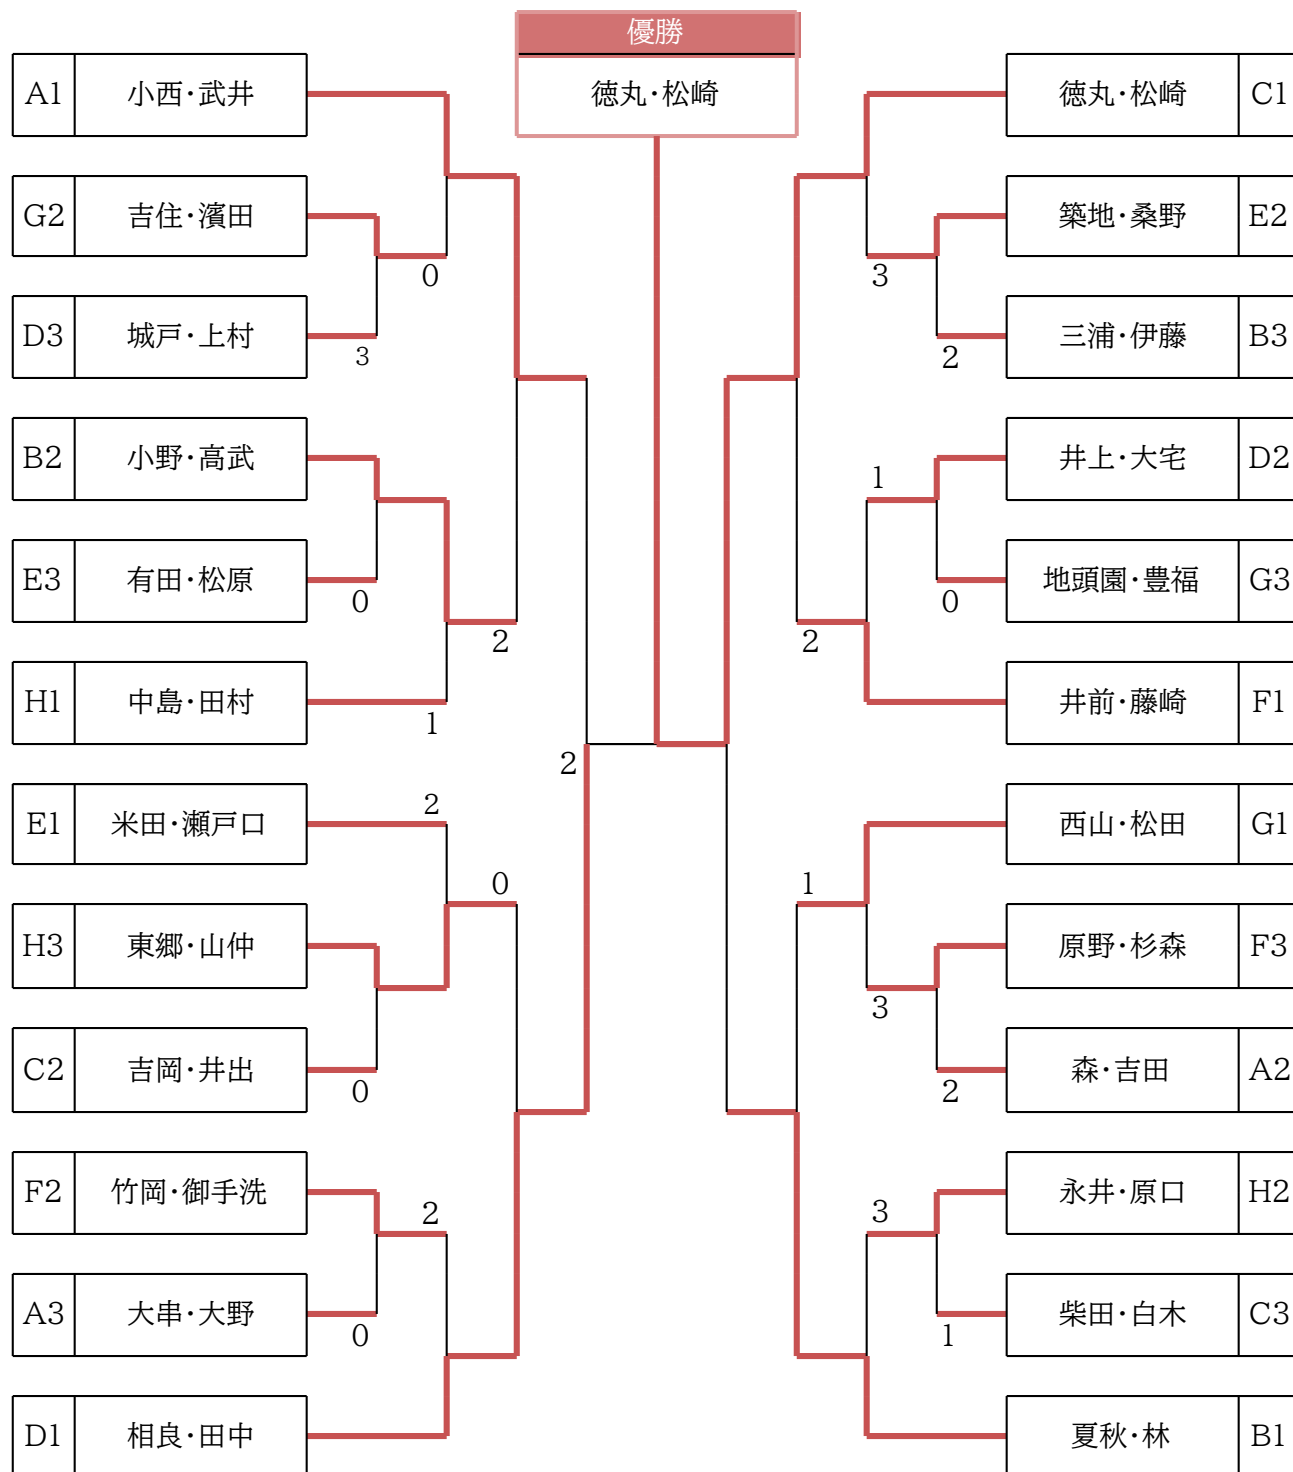 優勝
徳丸・松崎
A1 小西・武井
G2 吉住・濱田
0
D3 城戸・上村
3
B2 小野・高武
E3 有田・松原
0
2
H1 中島・田村
1
2
E1 米田・瀬戸口
2
0
H3 東郷・山仲
C2 吉岡・井出
0
F2 竹岡・御手洗
2
A3 大串・大野
0
D1 相良・田中
徳丸・松崎 C1
築地・桑野 E2
3
三浦・伊藤 B3
2
井上・大宅 D2
1
地頭園・豊福 G3
0
2
井前・藤崎 F1
西山・松田 G1
1
原野・杉森 F3
3
森・吉田 A2
2
永井・原口 H2
3
柴田・白木 C3
1
夏秋・林 B1